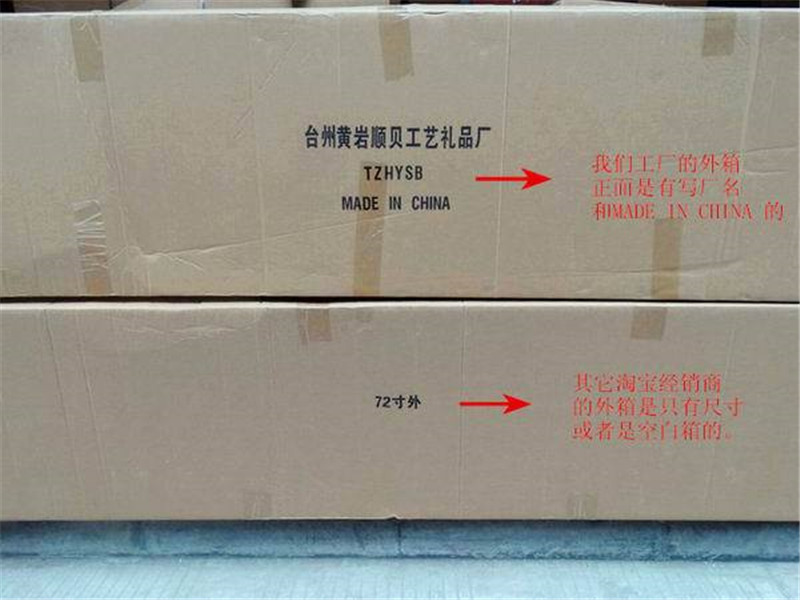 台州黄岩顺贝工艺礼品厂
TZHYSB
MADE IN CHINA
我们工厂的外箱
正面是有写厂名
和MADE IN CHINA 的
72寸外
其它淘宝经销商
的外箱是只有尺寸
或者是空白箱的。